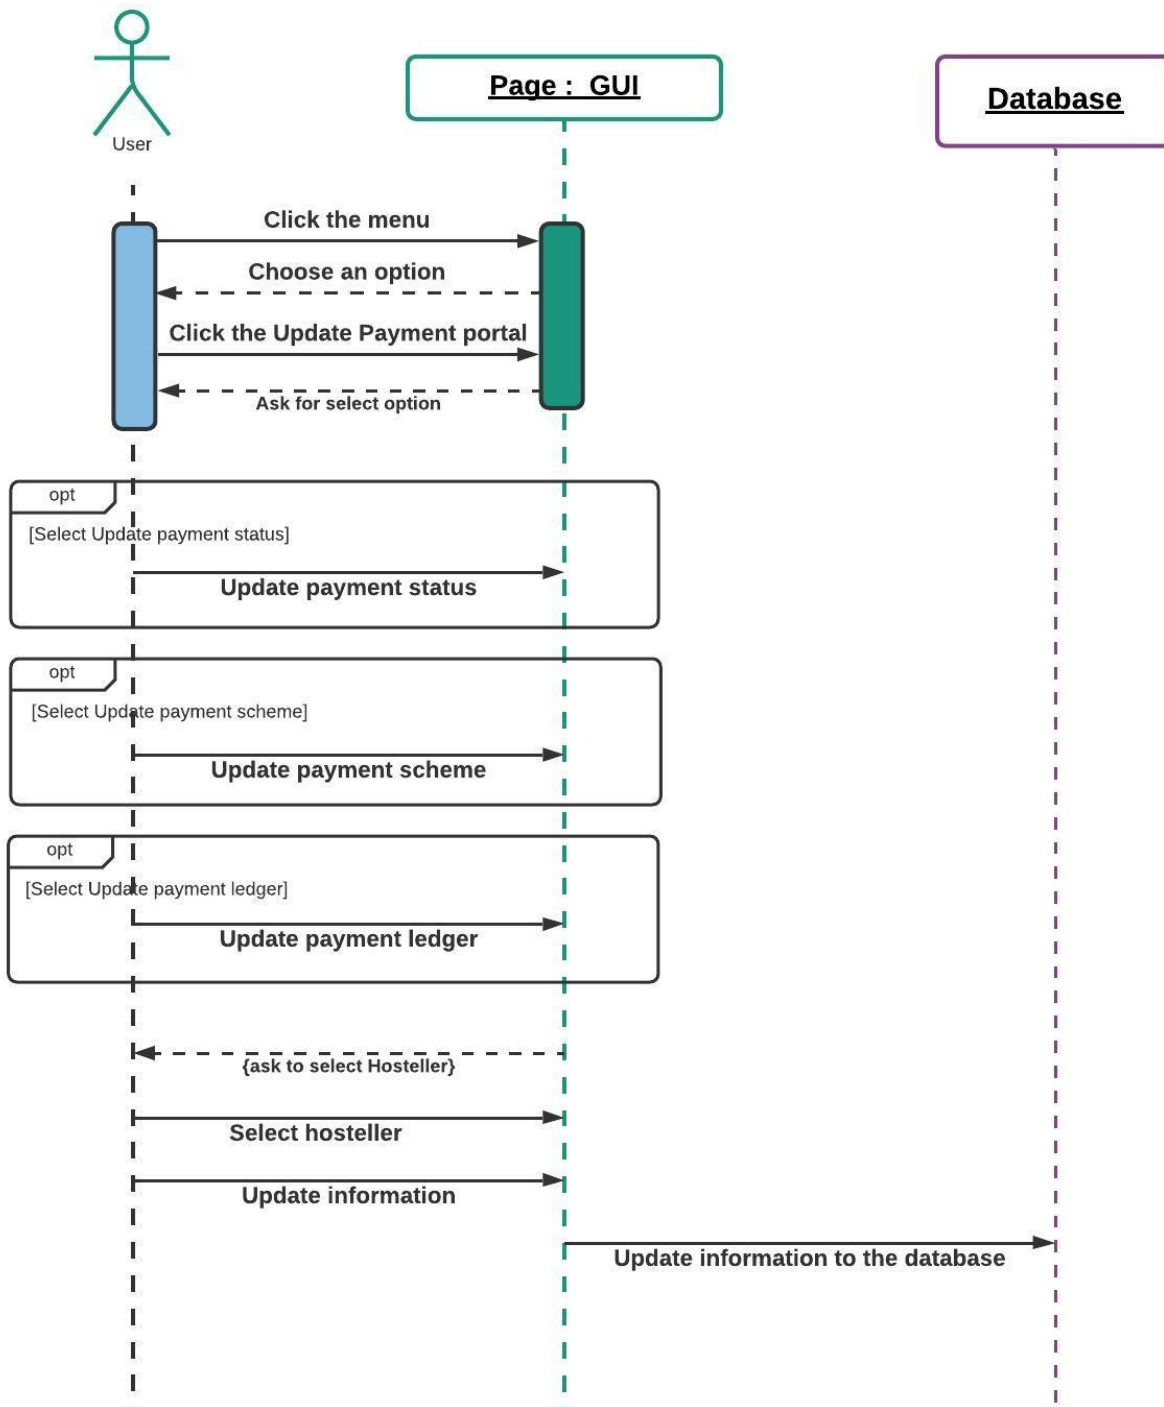 Page :  GUI
Database
User
Click the menu
Choose an option
Click the Update Payment portal
Ask for select option
opt
[Select Update payment status]
Update payment status
opt
[Select Update payment scheme]
Update payment scheme
opt
[Select Update payment ledger]
Update payment ledger
{ask to select Hosteller}
Select hosteller
Update information
Update information to the database